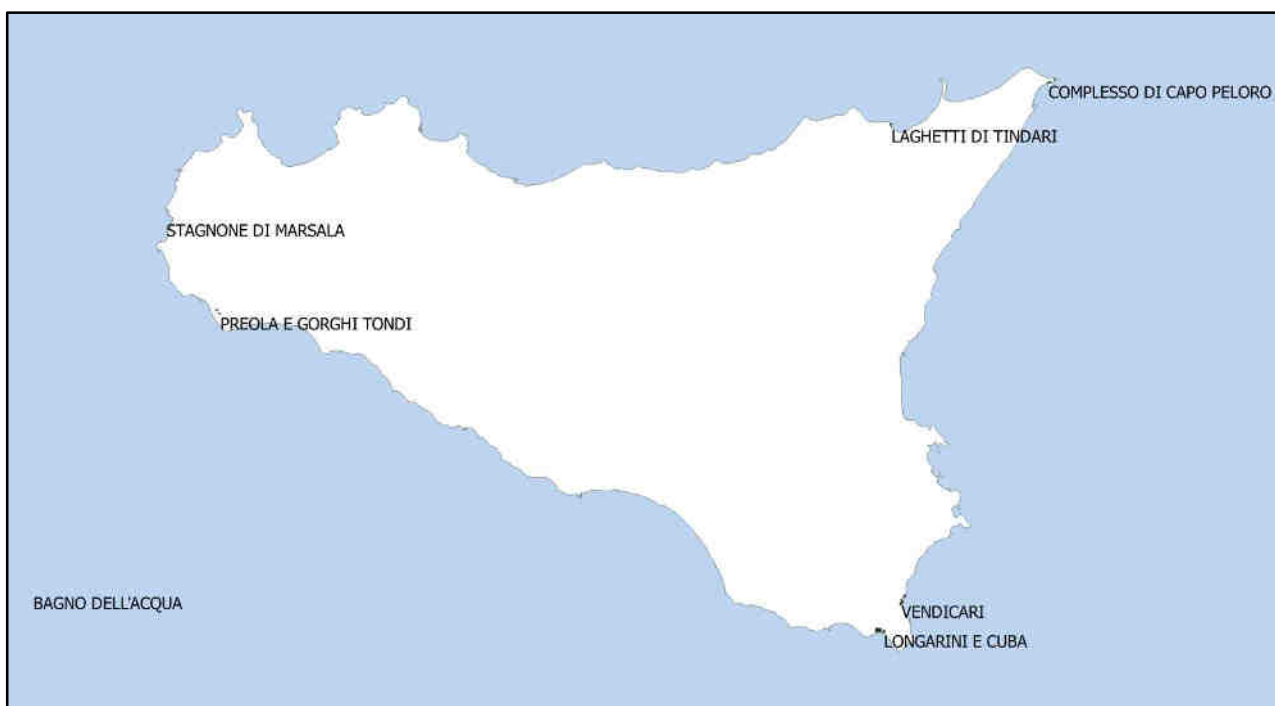 COMPLESSO DI CAPO PELORO
LAGHETTI DI TINDARI
STAGNONE DI MARSALA
PREOLA E GORGHI TONDI
BAGNO DELL'ACQUA
VENDICARI
LONGARINI E CUBA